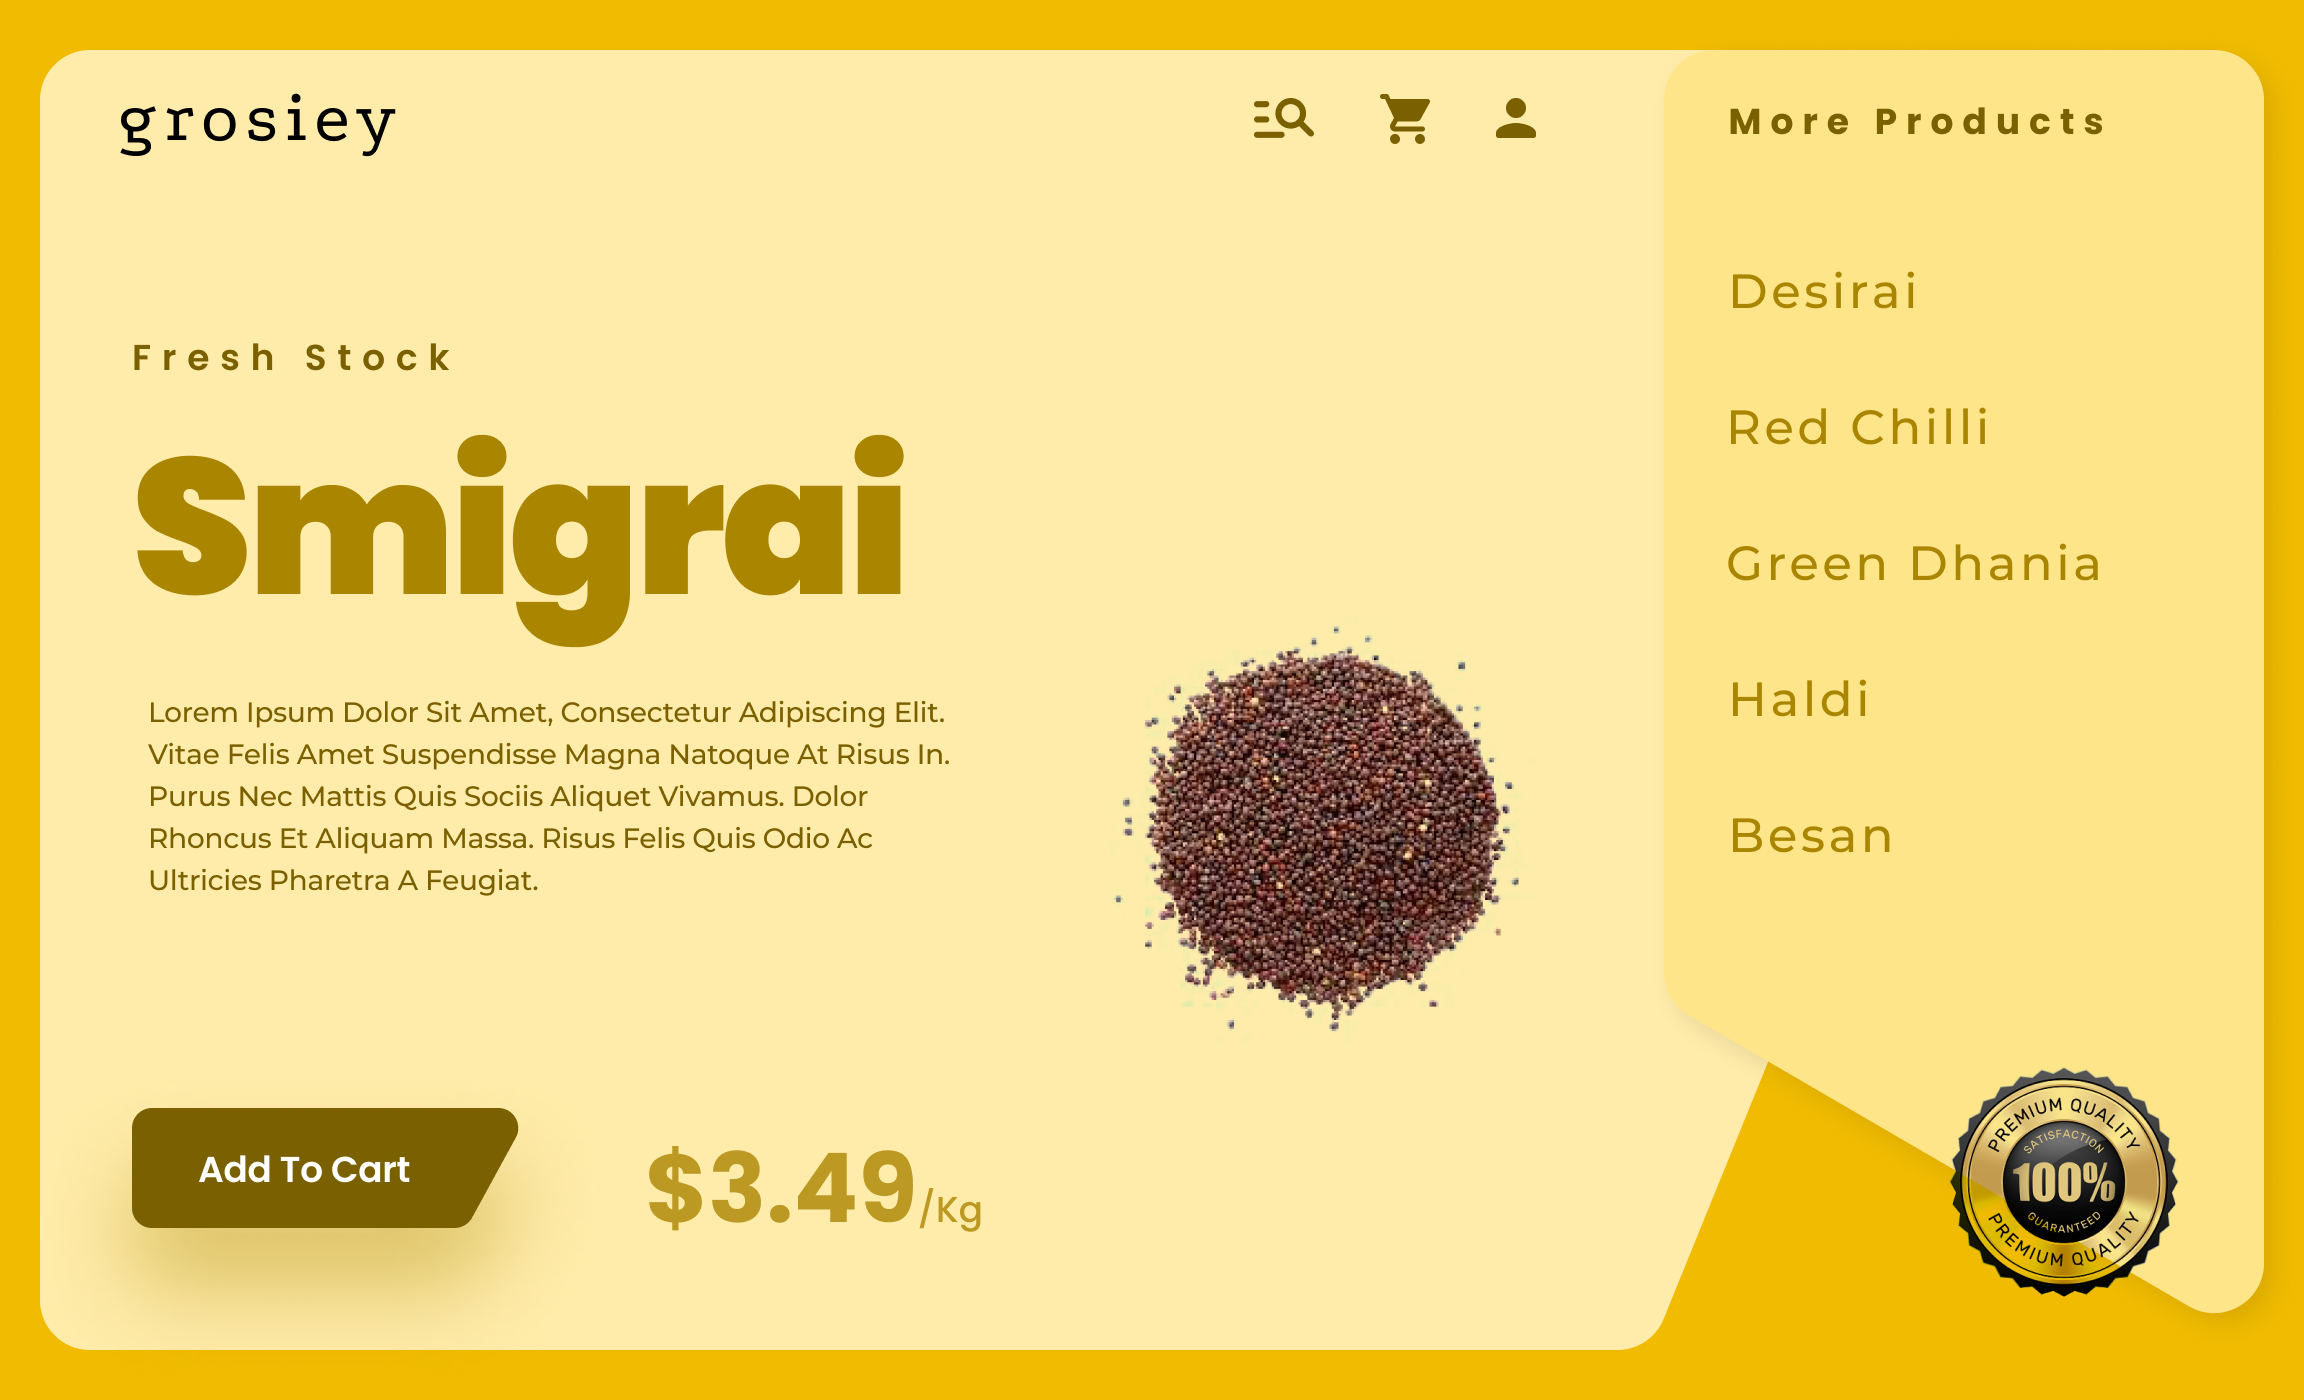 grosiey
Fresh Stock
Smigrai
Lorem Ipsum Dolor Sit Amet, Consectetur Adipiscing Elit.
Vitae Felis Amet Suspendisse Magna Natoque At Risus In.
Purus Nec Mattis Quis Sociis Aliquet Vivamus. Dolor
Rhoncus Et Aliquam Massa. Risus Felis Quis Odio Ac
Ultricies Pharetra A Feugiat.
Add To Cart
$3.49/Kg
More Products
Desirai
Red Chilli
Green Dhania
Haldi
Besan
PREMIUM QUALITY
SATISFACTION
100%
GUARANTEED
PREMIUM QUALITY